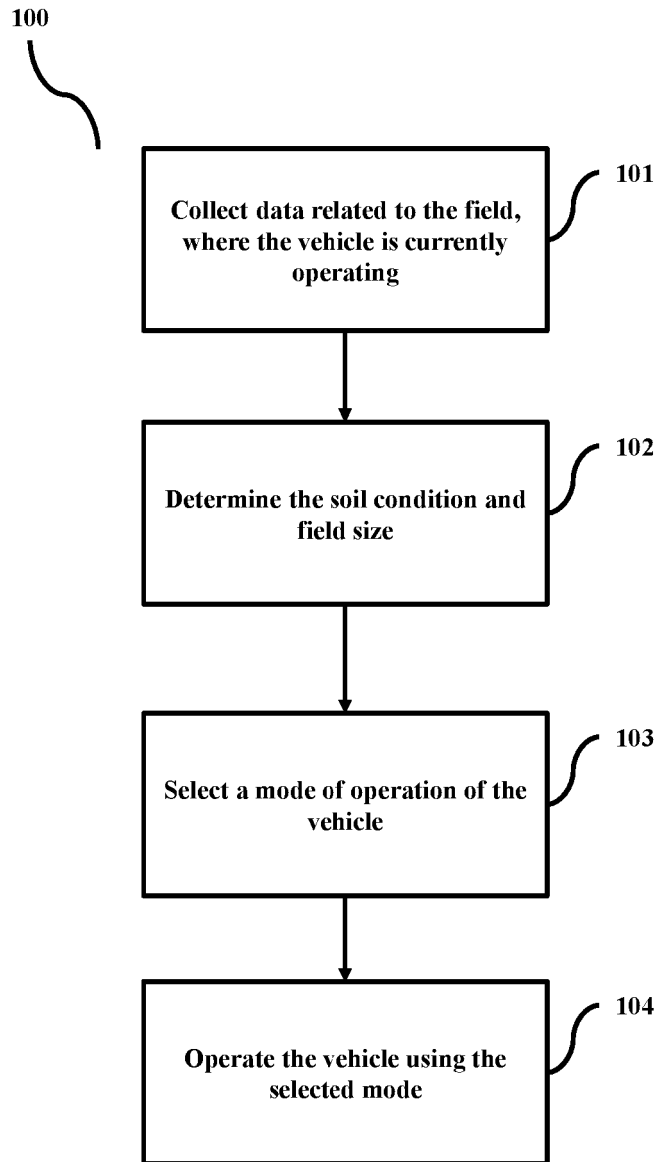 100
101
Collect data related to the field,
where the vehicle is currently
operating
102
Determine the soil condition and
field size
103
Select a mode of operation of the
vehicle
104
Operate the vehicle using the
selected mode